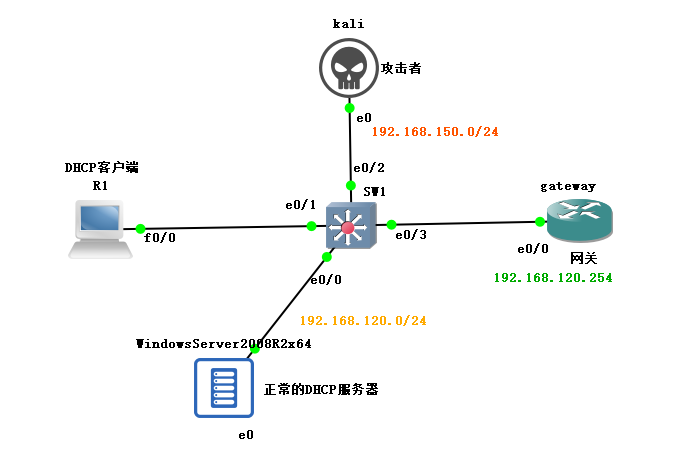 kali
攻击者
e0
192.168.150.0/24
e0/2
DHCP客户端
R1
SW1
gateway
e0/1
f0/0
e0/3
e0/0
网关
192.168.120.254
e0/0
192.168.120.0/24
WindowsServer2008R2x64
正常的DHCP服务器
e0